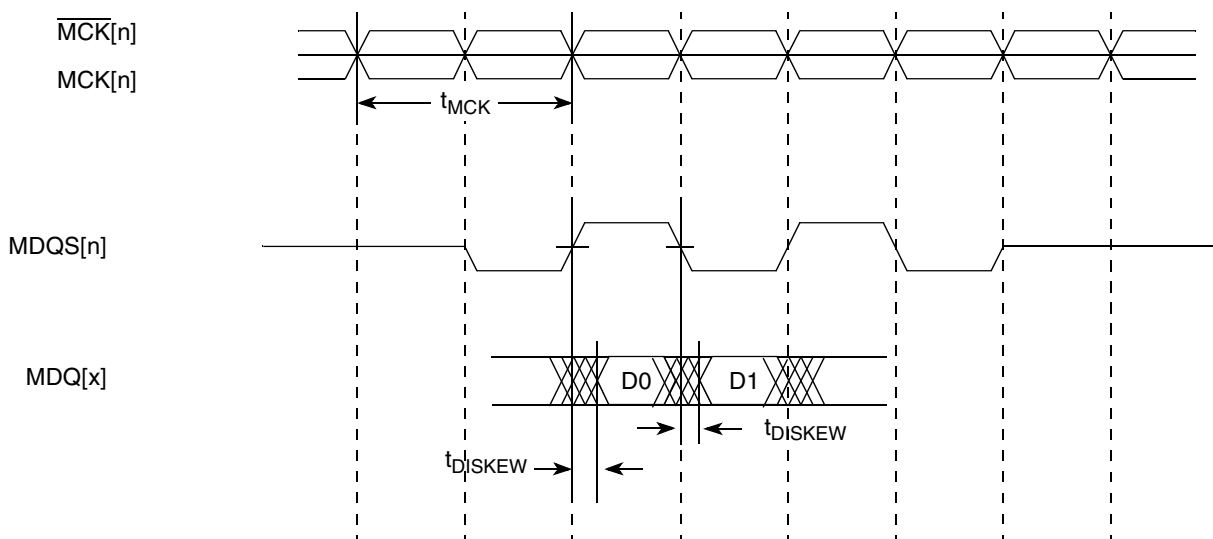 MCK[n]
MCK[n]
tMCK
MDQS[n]
MDQ[x]
D0
D1
tDISKEW
tDISKEW